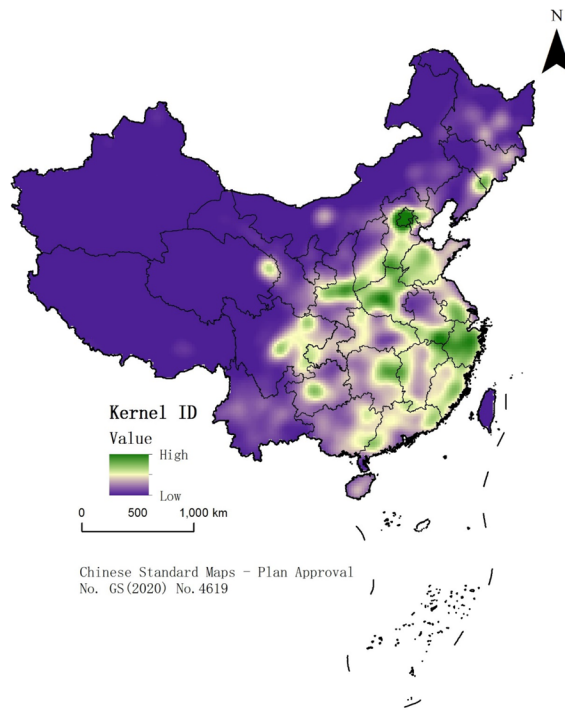 N
Kernel ID
Value
High
Low
0 500 1,000 km
Chinese Standard Maps - Plan Approval
No. GS(2020) No.4619